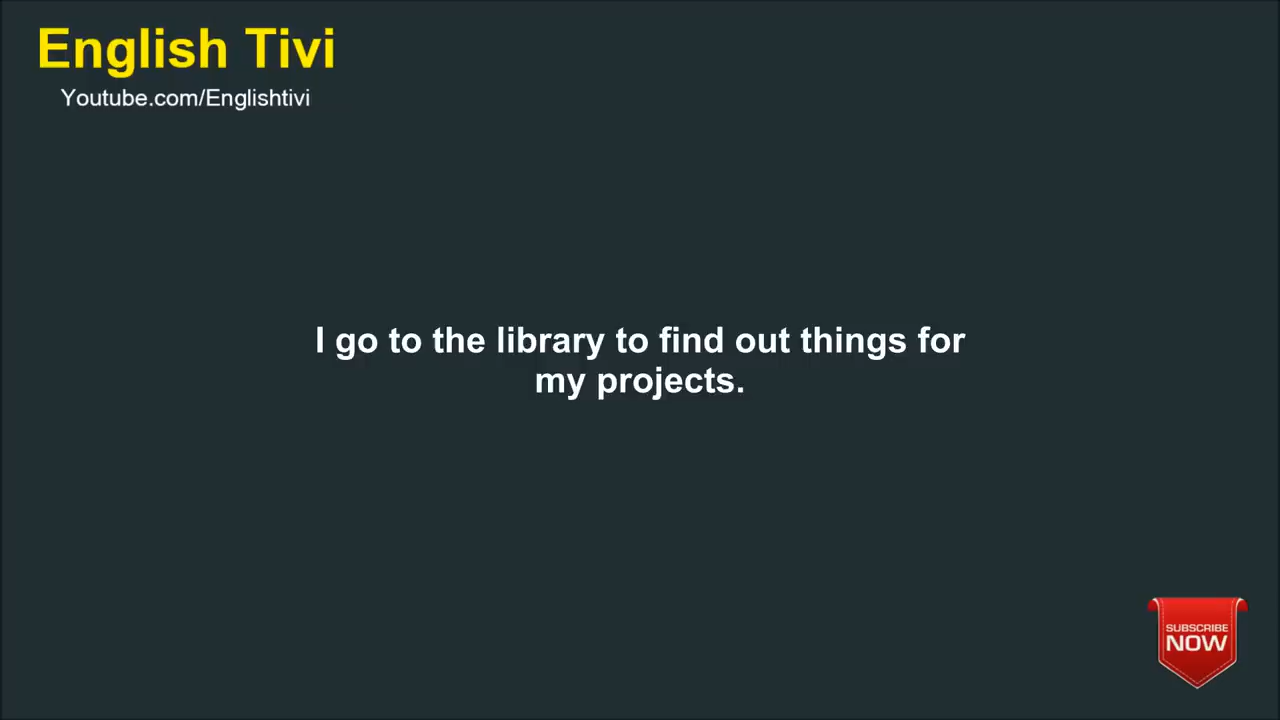 English Tivi
Youtube.com/Englishtivi
I go to the library to find out things for
my projects.
SUBSCRIBE
NOW